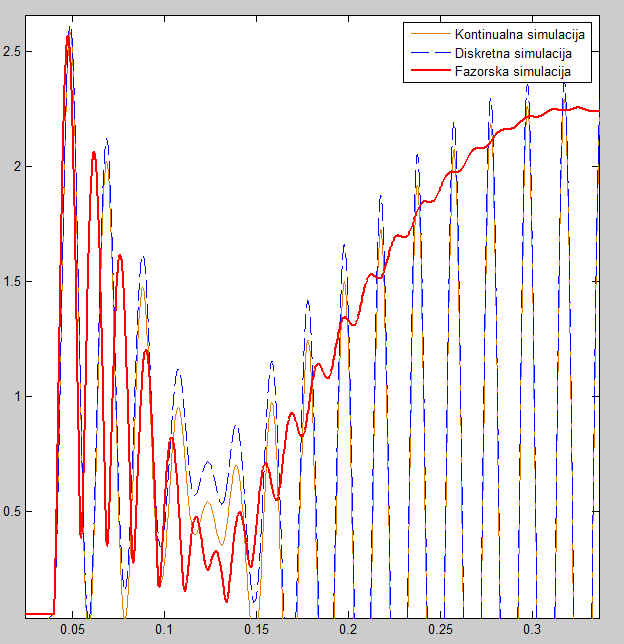 Kontinualna simulacija
Diskretna simulacija
Fazorska simulacija
2.5
2
1.5
1
0.5
0.05 0.1 0.15 0.2 0.25 0.3